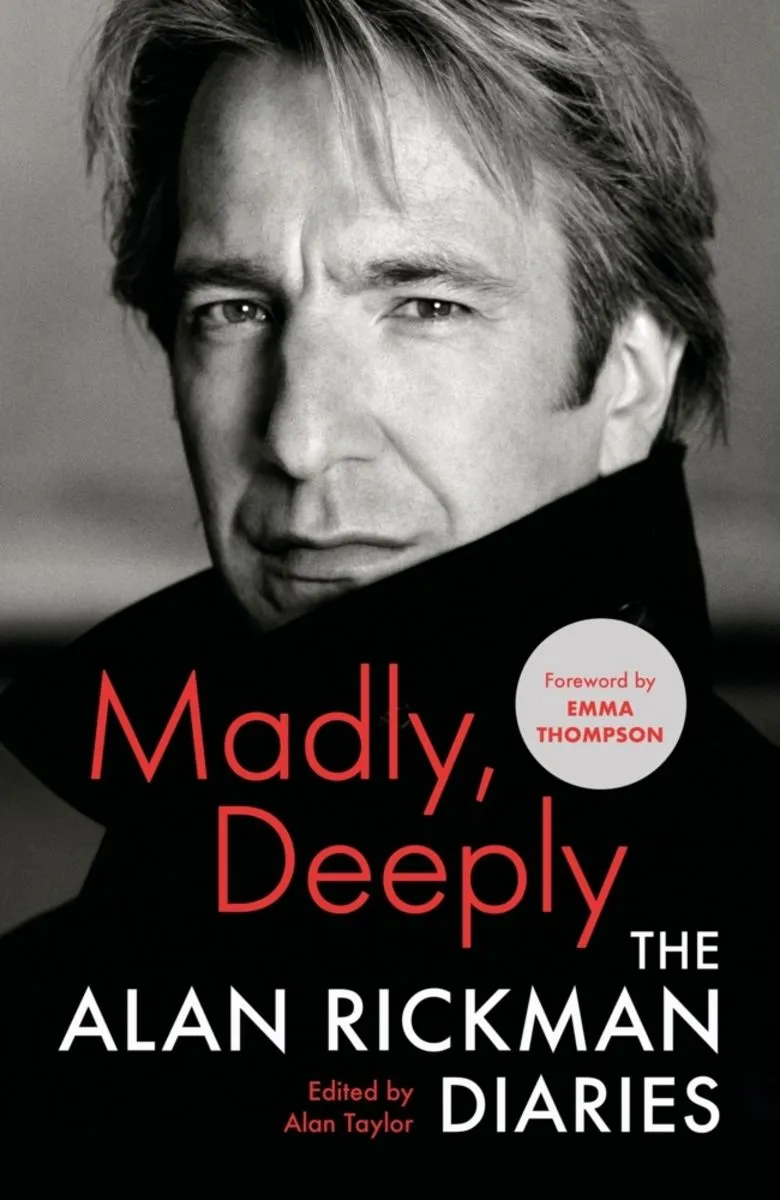 Madly,
Foreword by
EMMA
THOMPSON
Deeply
THE
ALAN RICKMAN
Edited by
Alan Taylor
DIARIES